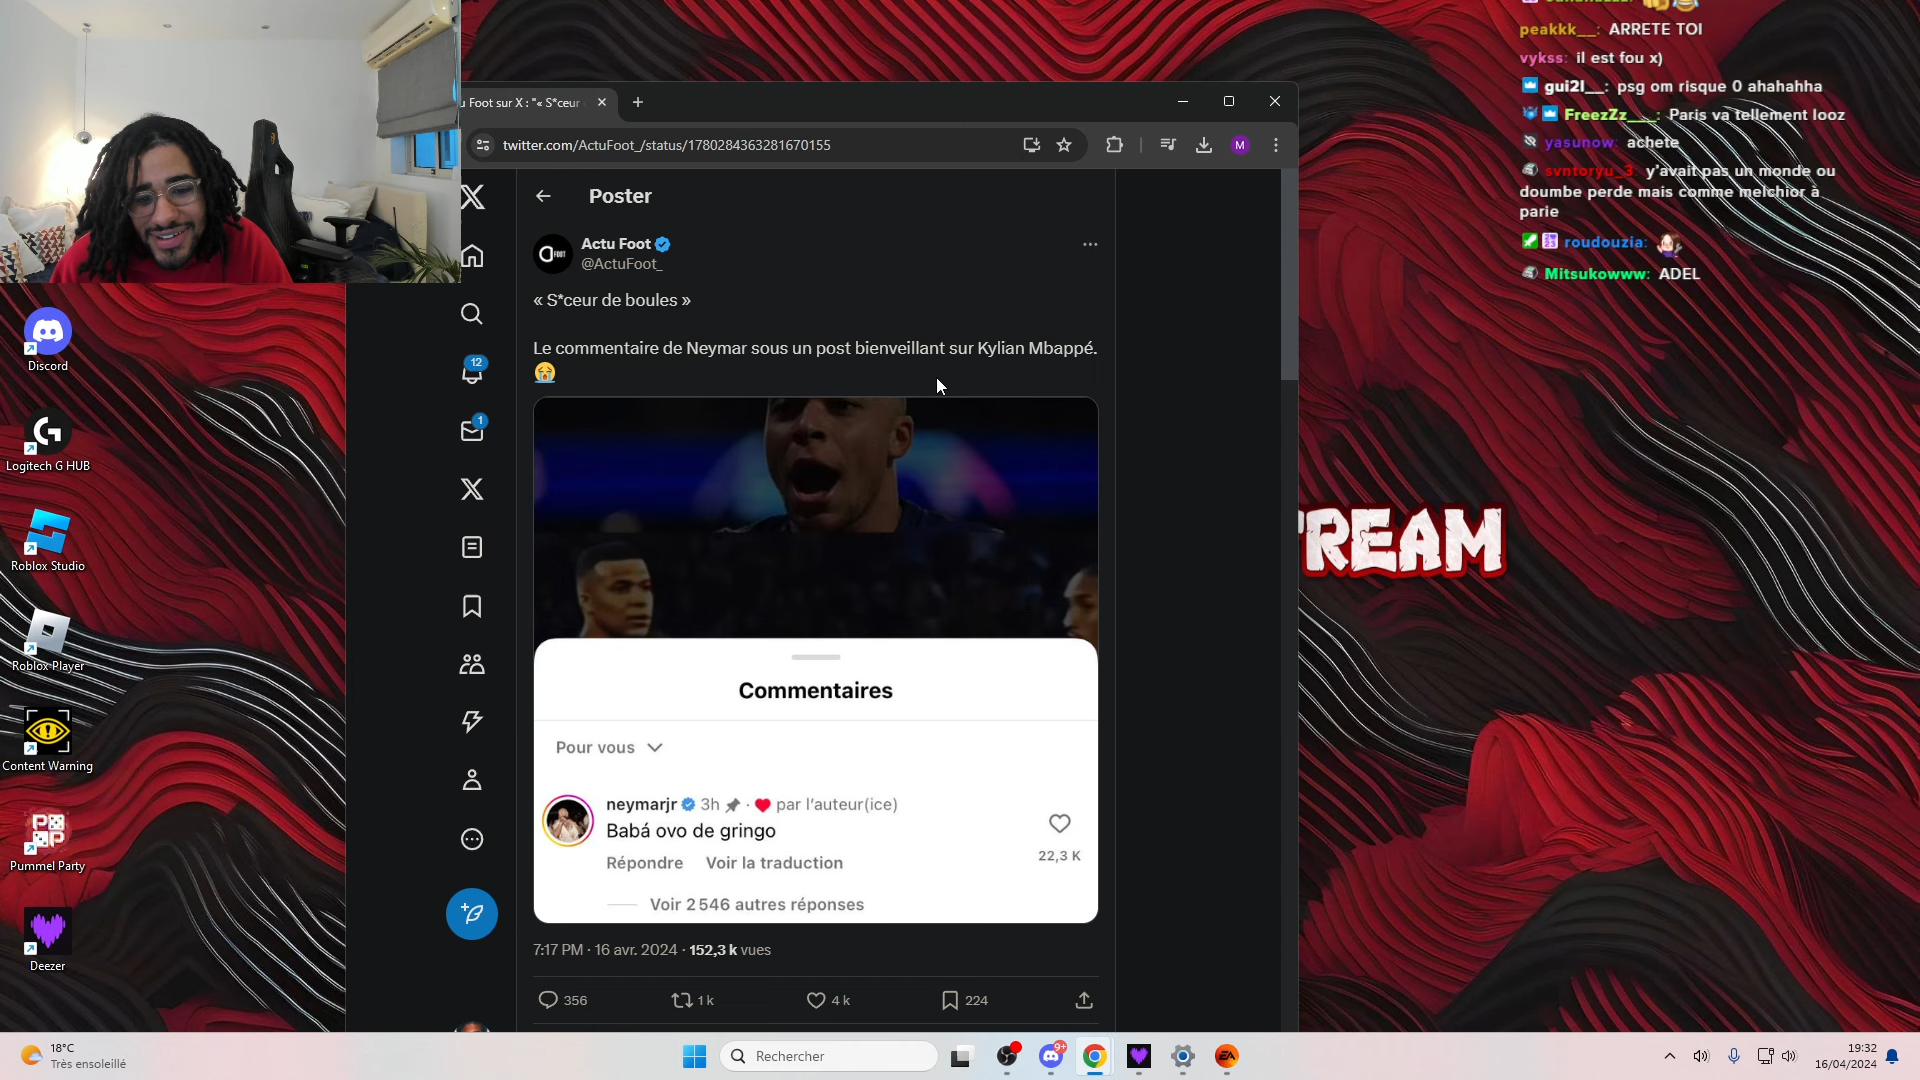 u Foot sur X : "« S*ceur
twitter.com/ActuFoot_/status/1780284363281670155
M
Poster
Actu Foot
@ActuFoot_
« S*ceur de boules »
Le commentaire de Neymar sous un post bienveillant sur Kylian Mbappé.
😭
Commentaires
Pour vous
neymarjr 3h · ❤ par l'auteur(ice)
Babá ovo de gringo
Répondre Voir la traduction
22,3 K
Voir 2 546 autres réponses
7:17 PM · 16 avr. 2024 · 152,3 k vues
356 1 k 4 k 224
12
1
Discord
Logitech G HUB
Roblox Studio
Roblox Player
Content Warning
Pummel Party
Deezer
peakkk__: ARRETE TOI
vykss: il est fou x)
gui2l__: psg om risque 0 ahahahha
FreezZz___: Paris va tellement looz
yasunow: achete
svntoryu_3: y'avait pas un monde ou
doumbe perde mais comme melchior à
parie
roudouzia:
Mitsukowww: ADEL
TREAM
18°C
Très ensoleillé
Rechercher
9+
EA
19:32
16/04/2024